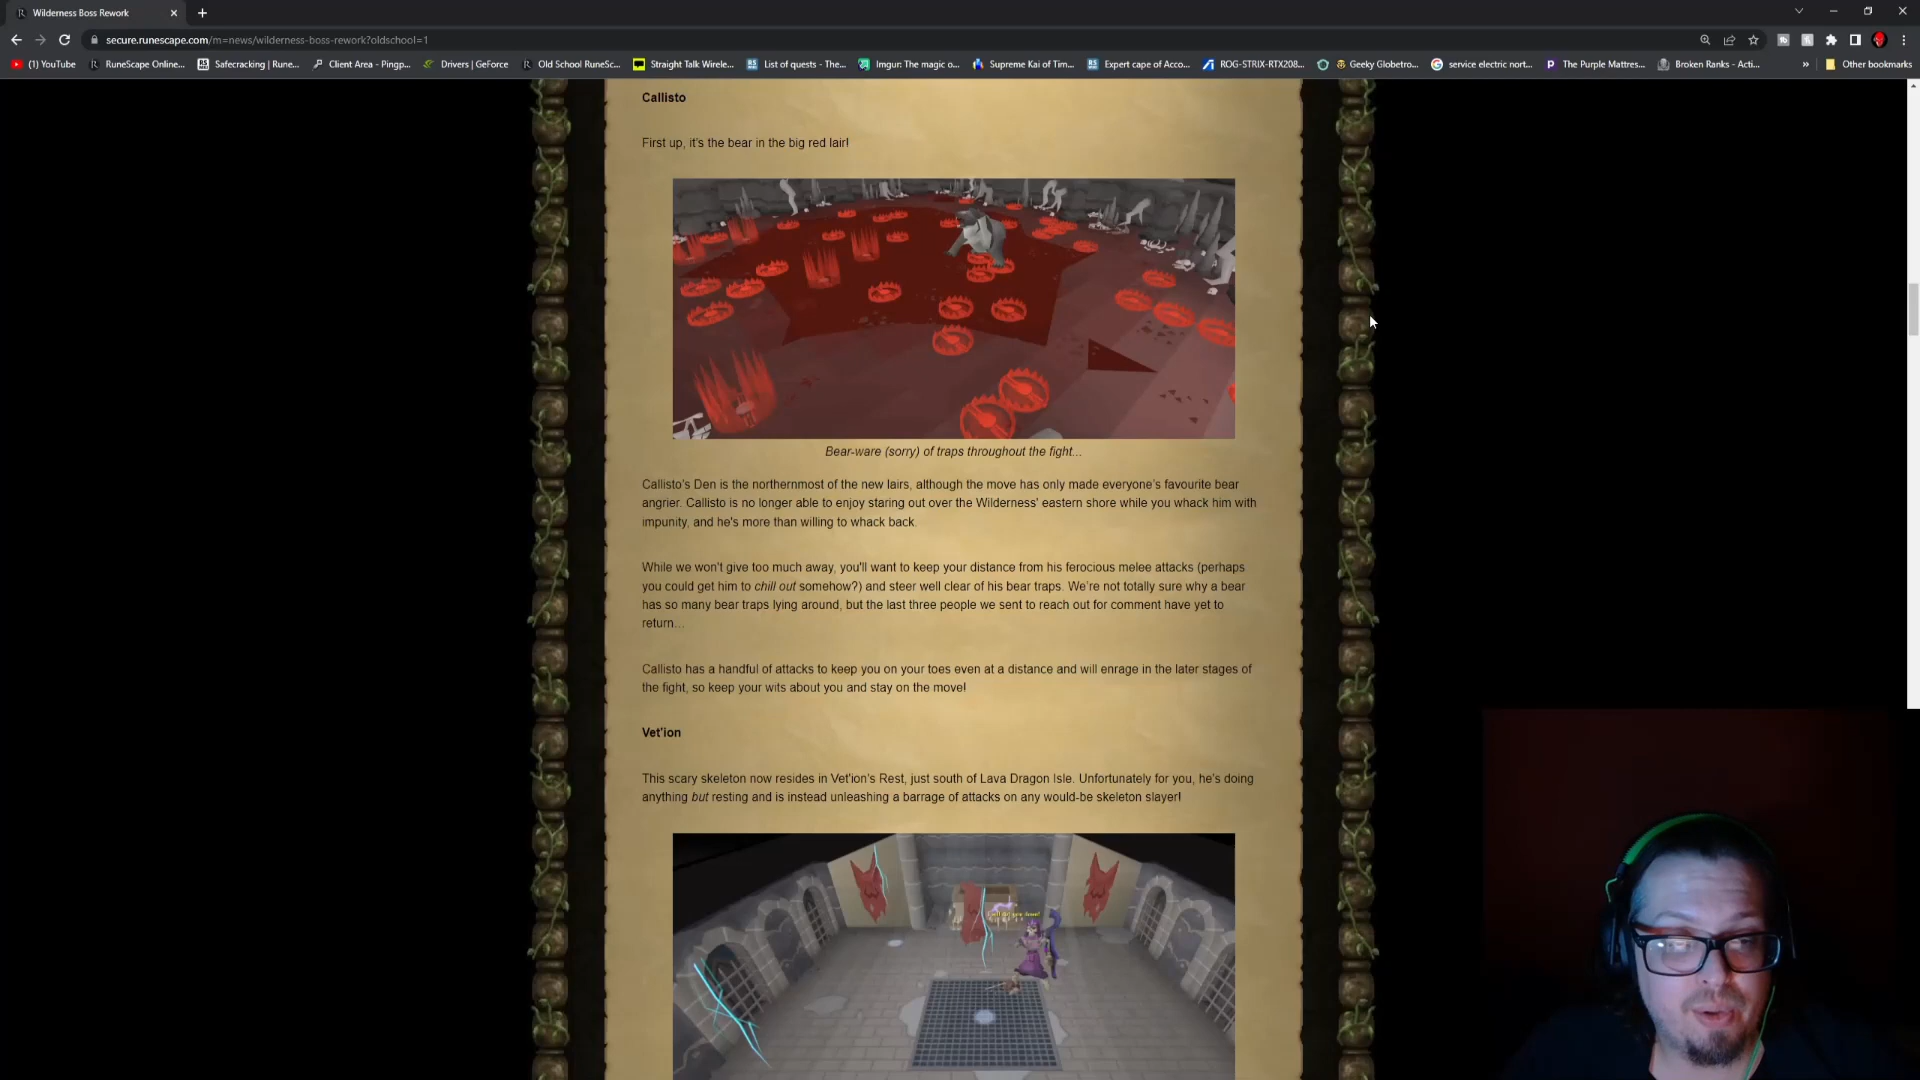 Wilderness Boss Rework
secure.runescape.com/m=news/wilderness-boss-rework?oldschool=1
(1) YouTube
RuneScape Online...
Safecracking | Rune...
Client Area - Pingp...
Drivers | GeForce
Old School RuneSc...
Straight Talk Wirele...
List of quests - The...
Imgur: The magic o...
Supreme Kai of Tim...
Expert cape of Acco...
ROG-STRIX-RTX208...
Geeky Globetro...
service electric nort...
The Purple Mattres...
Broken Ranks - Acti...
»
Other bookmarks
Callisto
First up, it's the bear in the big red lair!
Bear-ware (sorry) of traps throughout the fight...
Callisto's Den is the northernmost of the new lairs, although the move has only made everyone's favourite bear
angrier. Callisto is no longer able to enjoy staring out over the Wilderness' eastern shore while you whack him with
impunity, and he's more than willing to whack back.
While we won't give too much away, you'll want to keep your distance from his ferocious melee attacks (perhaps
you could get him to chill out somehow?) and steer well clear of his bear traps. We're not totally sure why a bear
has so many bear traps lying around, but the last three people we sent to reach out for comment have yet to
return...
Callisto has a handful of attacks to keep you on your toes even at a distance and will enrage in the later stages of
the fight, so keep your wits about you and stay on the move!
Vet'ion
This scary skeleton now resides in Vet'ion's Rest, just south of Lava Dragon Isle. Unfortunately for you, he's doing
anything but resting and is instead unleashing a barrage of attacks on any would-be skeleton slayer!